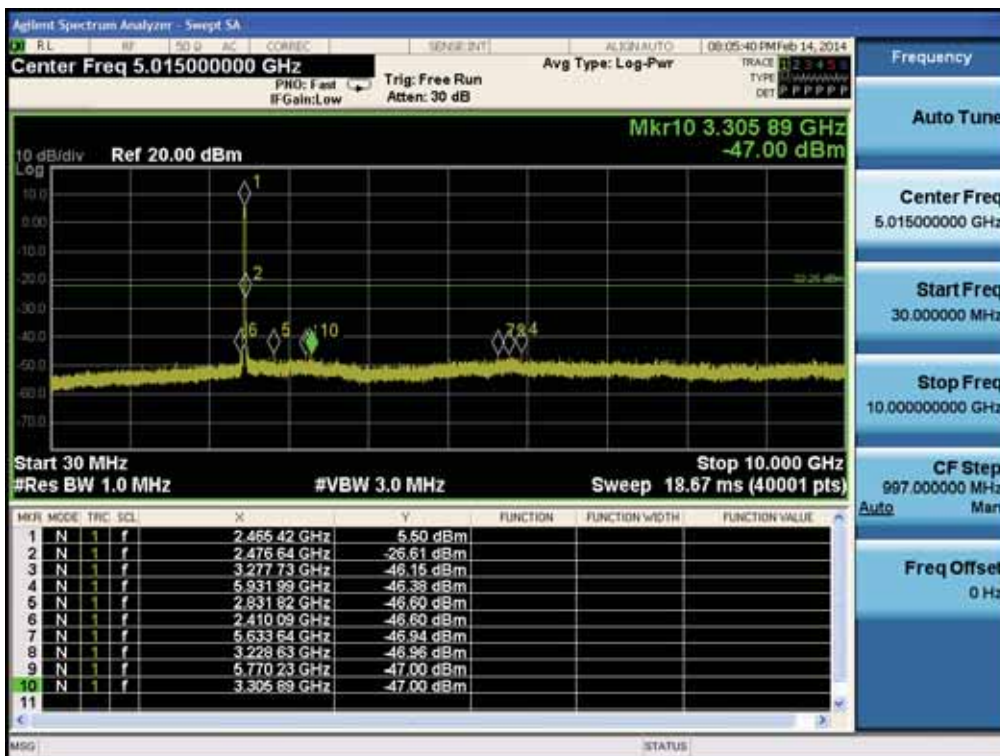 Agilent Spectrum Analyzer - Swept SA
RL RF 50 Ω AC CORREC SENSE:INT ALIGN AUTO 08:05:40 PM Feb 14, 2014
Center Freq 5.015000000 GHz
PNO: Fast
IFGain:Low
Trig: Free Run
Atten: 30 dB
Avg Type: Log-Pwr
TRACE 1 2 3 4 5 6
TYPE
DET P P P P P P
Mkr10 3.305 89 GHz
-47.00 dBm
10 dB/div Ref 20.00 dBm
Log
10.0
0.00
-10.0
-20.0
-30.0
-40.0
-50.0
-60.0
-70.0
1
2
6 5 10 7 4
Start 30 MHz
Stop 10.000 GHz
#Res BW 1.0 MHz #VBW 3.0 MHz Sweep 18.67 ms (40001 pts)
MKR MODE TRC SCL X Y FUNCTION FUNCTION WIDTH FUNCTION VALUE
1 N 1 f 2.465 42 GHz 5.50 dBm
2 N 1 f 2.476 64 GHz -26.61 dBm
3 N 1 f 3.277 73 GHz -46.15 dBm
4 N 1 f 5.931 99 GHz -46.38 dBm
5 N 1 f 2.831 82 GHz -46.60 dBm
6 N 1 f 2.410 09 GHz -46.60 dBm
7 N 1 f 5.633 64 GHz -46.94 dBm
8 N 1 f 3.228 63 GHz -46.96 dBm
9 N 1 f 5.770 23 GHz -47.00 dBm
10 N 1 f 3.305 89 GHz -47.00 dBm
11
MSG STATUS
Frequency
Auto Tune
Center Freq
5.015000000 GHz
Start Freq
30.000000 MHz
Stop Freq
10.000000000 GHz
CF Step
997.000000 MHz
Auto Man
Freq Offset
0 Hz